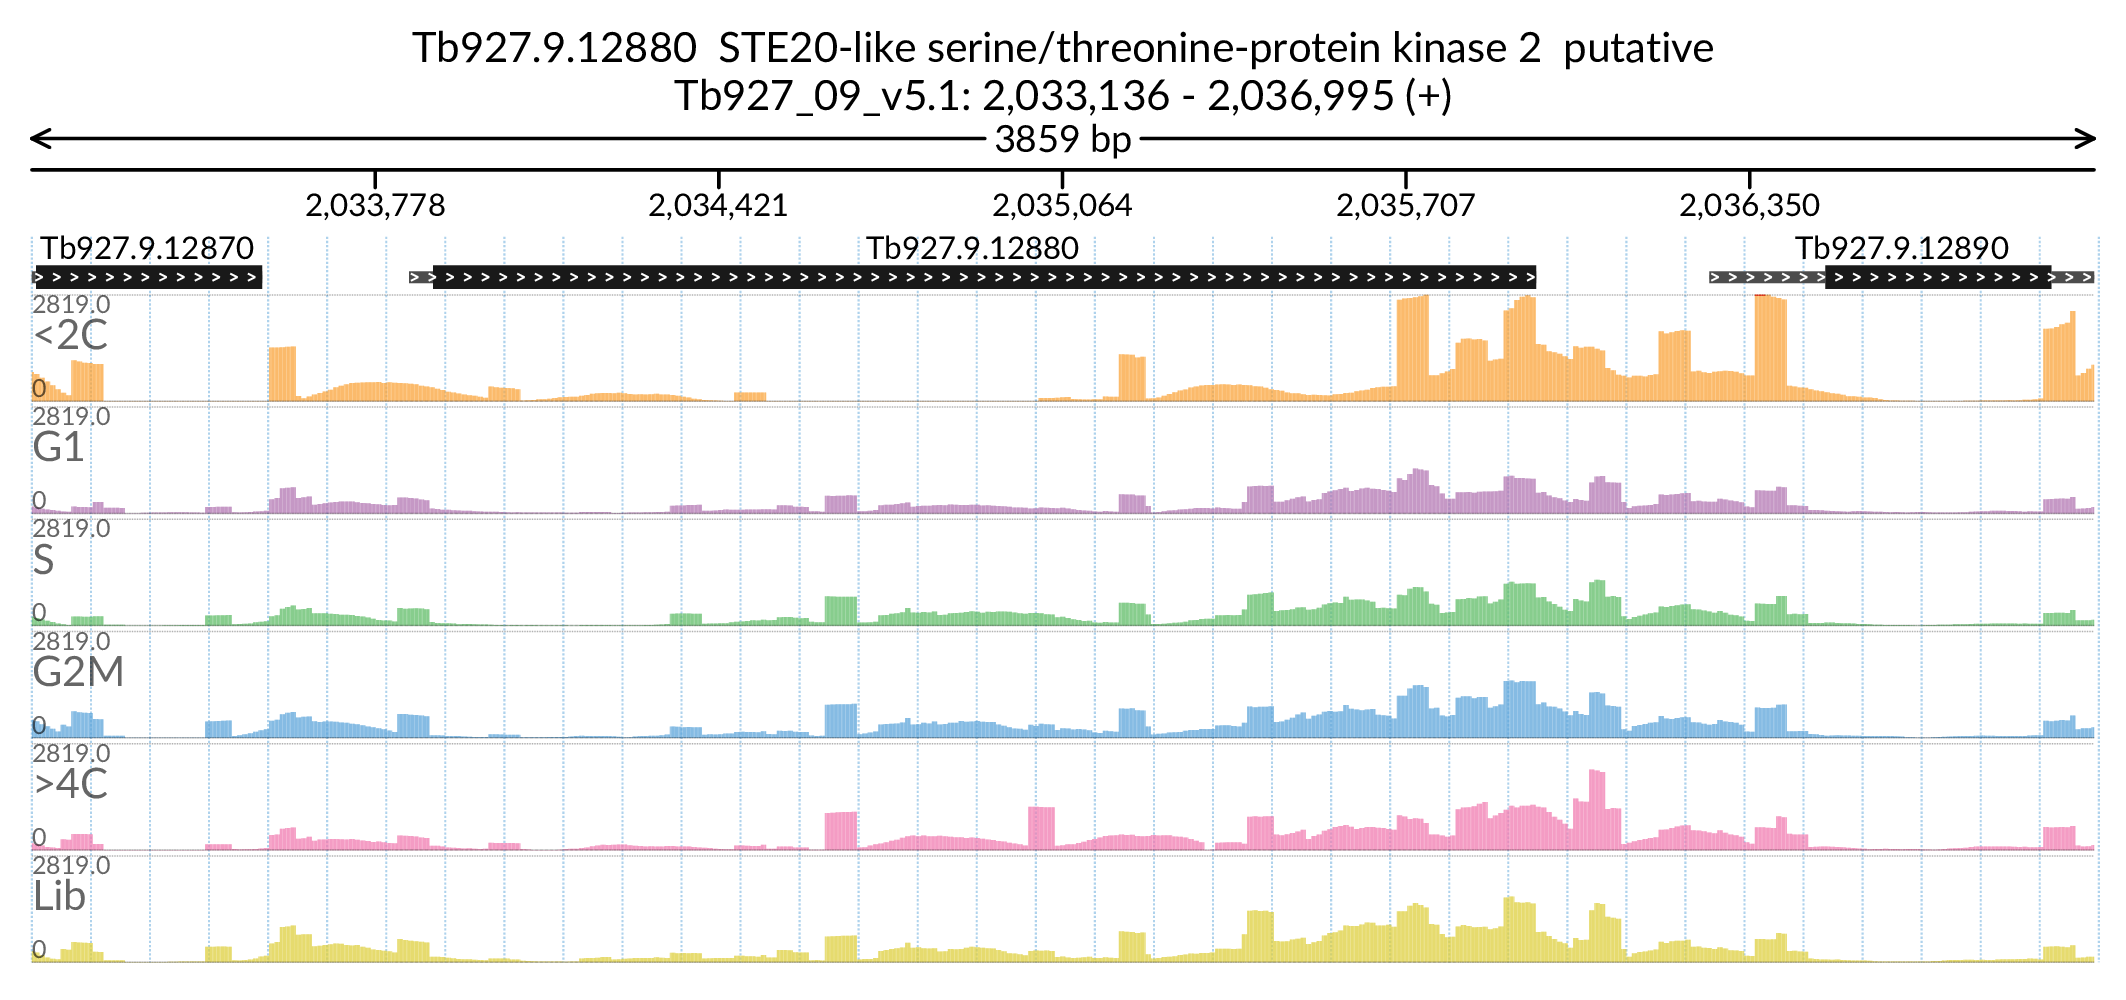 Tb927.9.12880  STE20-like serine/threonine-protein kinase 2  putative
Tb927_09_v5.1: 2,033,136 - 2,036,995 (+)
3859 bp
2,033,778 2,034,421 2,035,064 2,035,707 2,036,350
Tb927.9.12870 Tb927.9.12880 Tb927.9.12890
2819.0
<2C
0
2819.0
G1
0
2819.0
S
0
2819.0
G2M
0
2819.0
>4C
0
2819.0
Lib
0